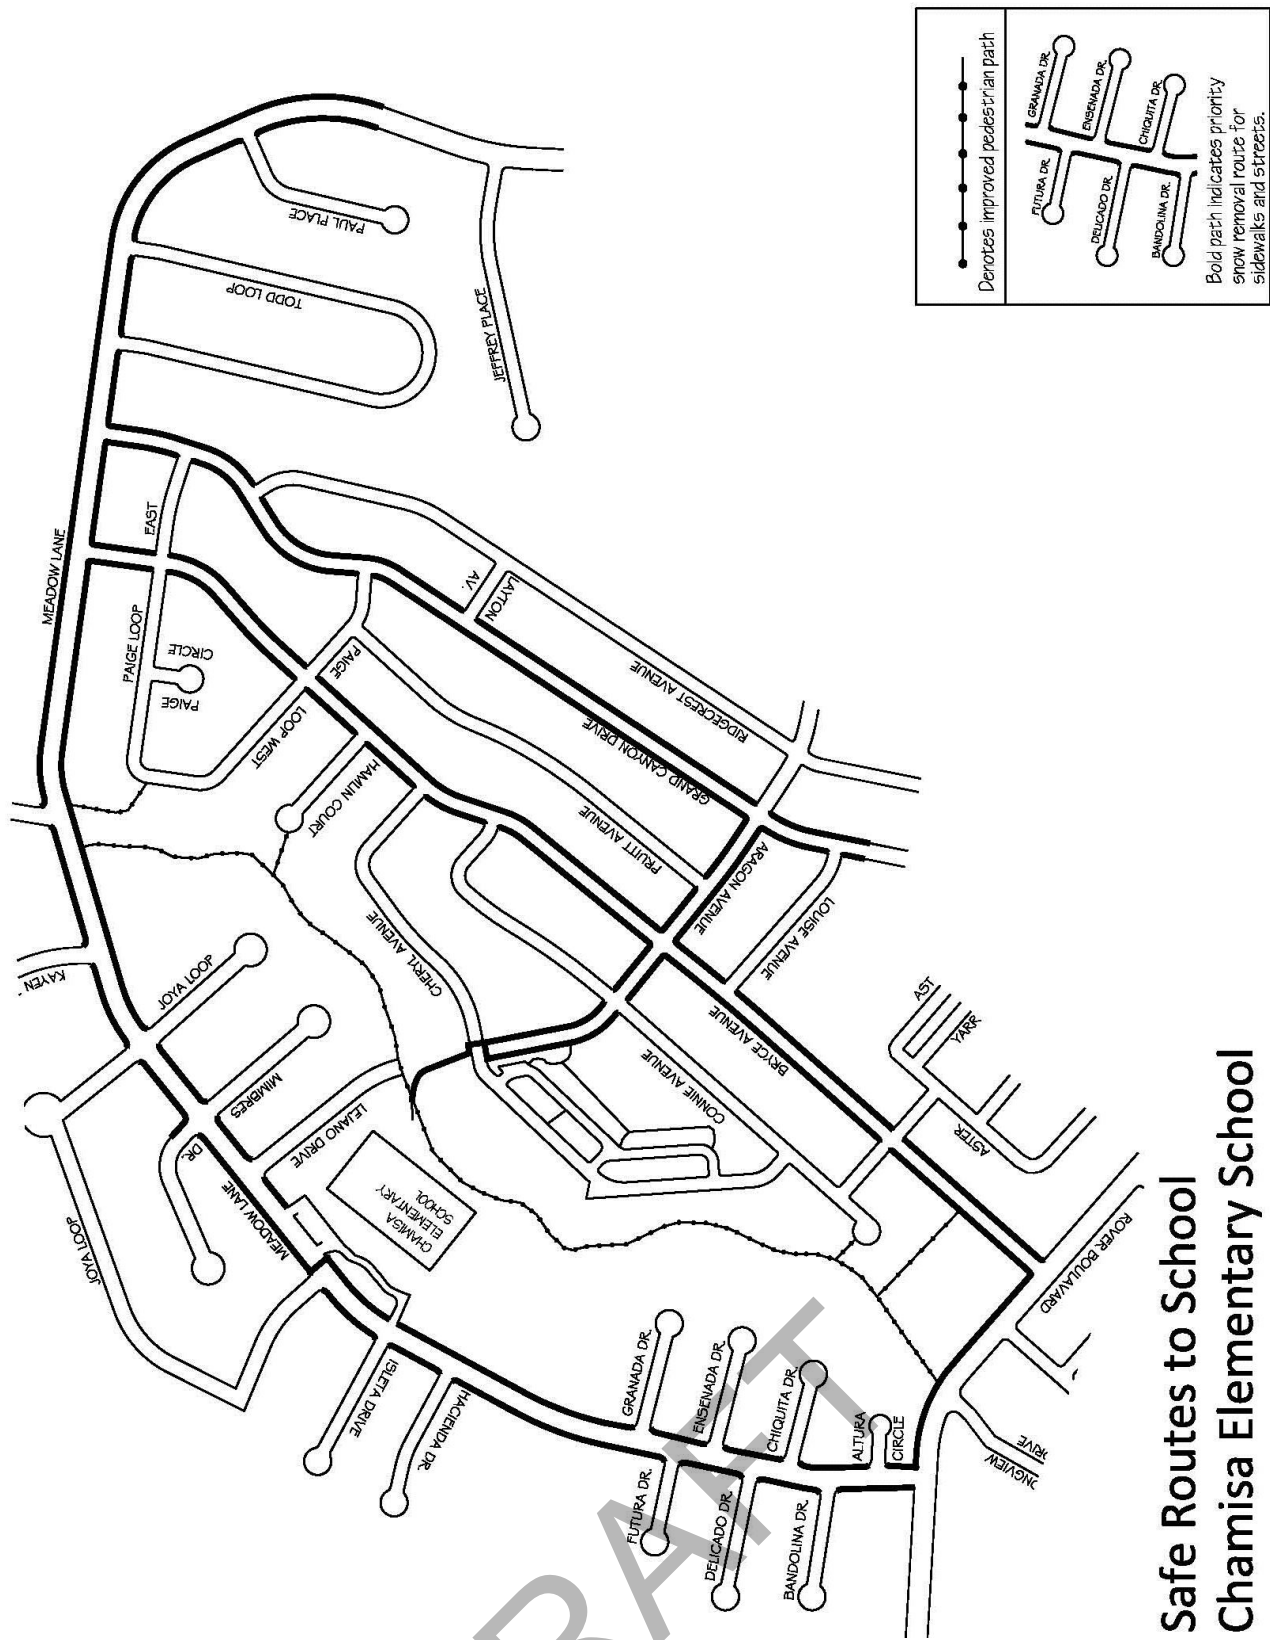 MEADOW LANE
PAUL PLACE
TODD LOOP
JEFFREY PLACE
EAST
PAIGE LOOP
CIRCLE
PAIGE
PAIGE
LOOP WEST
HAMLIN COURT
AV.
LAYTON
RIDGECREST AVENUE
GRAND CANYON DRIVE
PRUITT AVENUE
ARAGON AVENUE
LOUISE AVENUE
CHERYL AVENUE
KAYEN
JOYA LOOP
MIMBRES
DR.
LEJANO DRIVE
CONNIE AVENUE
BRYCE AVENUE
AST
YARR
ASTER
MEADOW LANE
JOYA LOOP
CHAMISA
ELEMENTARY
SCHOOL
ISLETA DRIVE
HACIENDA DR.
GRANADA DR.
ENSENADA DR.
CHIQUITA DR.
ALTURA
CIRCLE
FUTURA DR.
DELICADO DR.
BANDOLINA DR.
ROVER BOULAVARD
NGVIEW
RIVE
DRAFT
Denotes improved pedestrian path
GRANADA DR.
ENSENADA DR.
CHIQUITA DR.
FUTURA DR.
DELICADO DR.
BANDOLINA DR.
Bold path indicates priority
snow removal route for
sidewalks and streets.
Safe Routes to School
Chamisa Elementary School